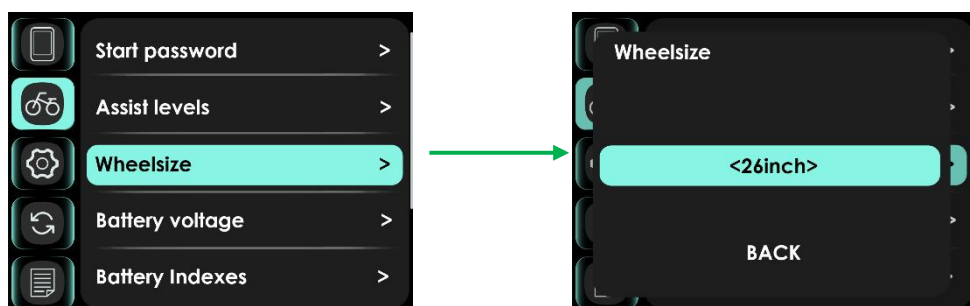 Start password >
Assist levels >
Wheelsize >
Battery voltage >
Battery Indexes >
Wheelsize
<26inch>
BACK